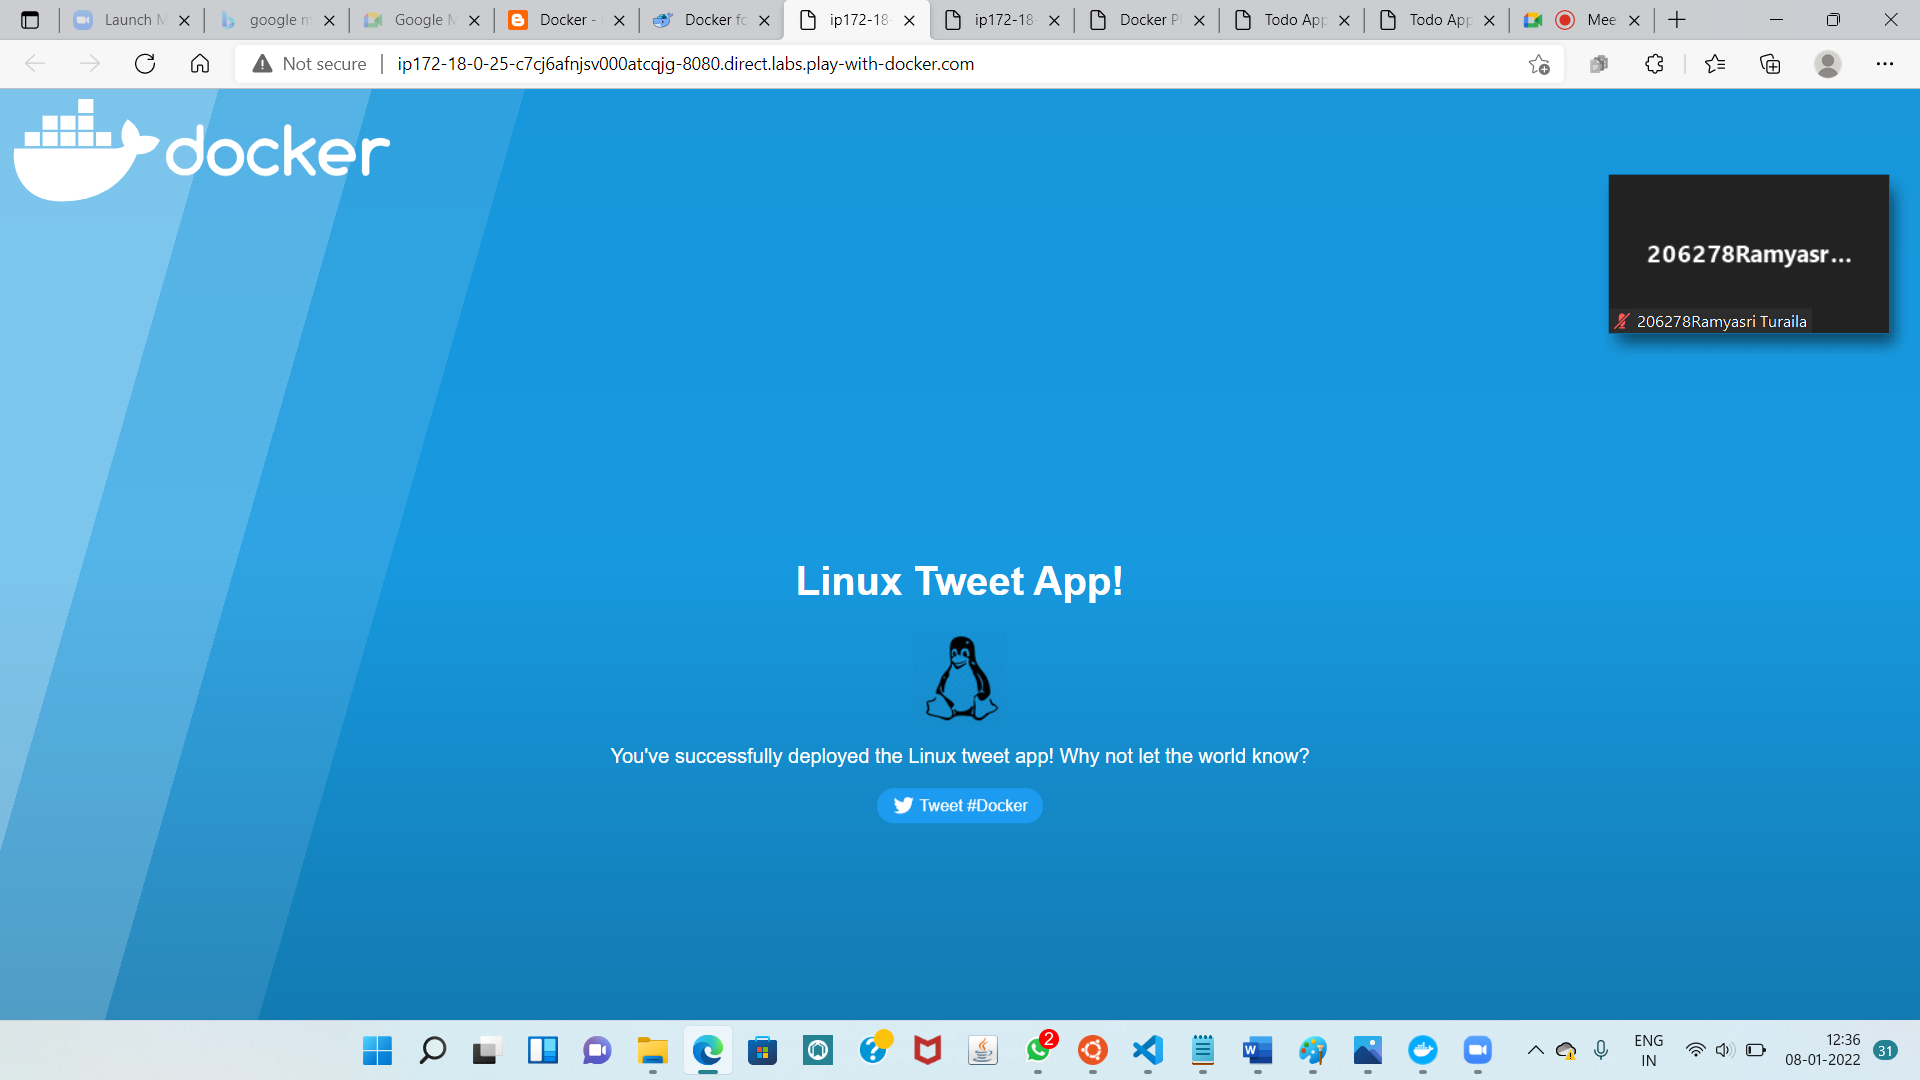 Launch M
google m
Google M
Docker -
Docker fo
ip172-18-
ip172-18-
Docker Pl
Todo App
Todo App
Mee
Not secure
ip172-18-0-25-c7cj6afnjsv000atcqjg-8080.direct.labs.play-with-docker.com
docker
206278Ramyasr...
206278Ramyasri Turaila
Linux Tweet App!
You've successfully deployed the Linux tweet app! Why not let the world know?
Tweet #Docker
2
W
ENG
IN
12:36
08-01-2022
31